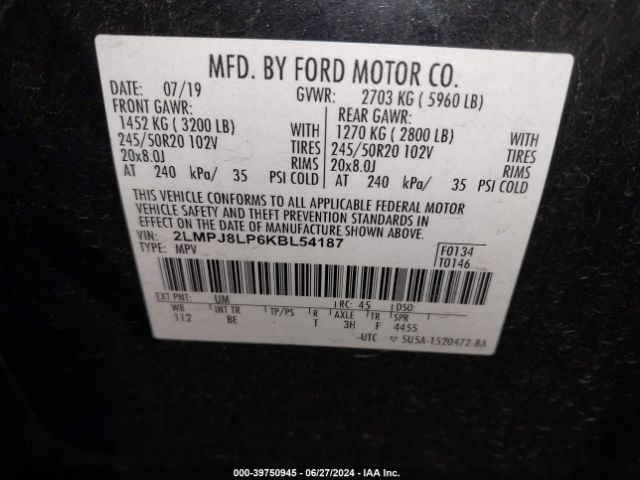 MFD. BY FORD MOTOR CO.
DATE: 07/19 GVWR: 2703 KG ( 5960 LB)
FRONT GAWR: REAR GAWR:
1452 KG ( 3200 LB) WITH 1270 KG ( 2800 LB) WITH
245/50R20 102V TIRES 245/50R20 102V TIRES
20x8.0J RIMS 20x8.0J RIMS
AT 240 kPa/ 35 PSI COLD AT 240 kPa/ 35 PSI COLD
THIS VEHICLE CONFORMS TO ALL APPLICABLE FEDERAL MOTOR
VEHICLE SAFETY AND THEFT PREVENTION STANDARDS IN
EFFECT ON THE DATE OF MANUFACTURE SHOWN ABOVE.
VIN: 2LMPJ8LP6KBL54187 F0134
TYPE: MPV T0146
EXT PNT: UM RC: 45 DSO:
WB INT TR TP/PS R AXLE TR SPR
112 BE T 3H F 4455
UTC ▽ 5U5A-1520472-BA
000-39750945 - 06/27/2024 - IAA Inc.